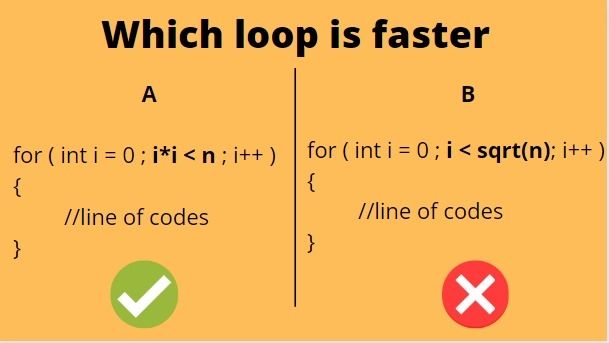 Which loop is faster
A
for ( int i = 0 ; i*i < n ; i++ )
{
//line of codes
}
B
for ( int i = 0 ; i < sqrt(n); i++ )
{
//line of codes
}